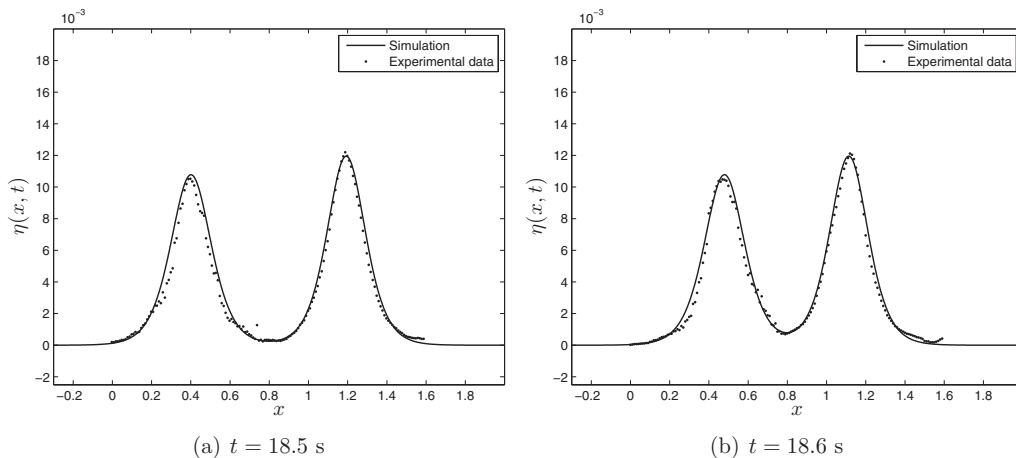 10⁻³
18
16
14
12
10
8
6
4
2
0
−2
η(x, t)
Simulation
Experimental data
−0.2 0 0.2 0.4 0.6 0.8 1 1.2 1.4 1.6 1.8
x
(a) t = 18.5 s
10⁻³
18
16
14
12
10
8
6
4
2
0
−2
η(x, t)
Simulation
Experimental data
−0.2 0 0.2 0.4 0.6 0.8 1 1.2 1.4 1.6 1.8
x
(b) t = 18.6 s